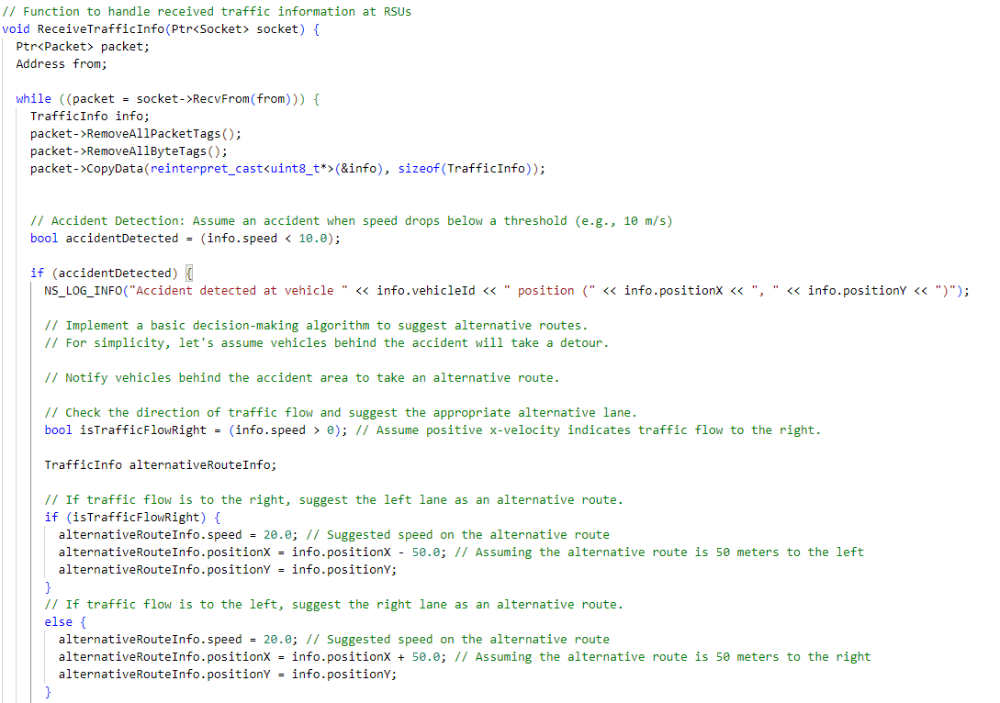 // Function to handle received traffic information at RSUs
void ReceiveTrafficInfo(Ptr<Socket> socket) {
  Ptr<Packet> packet;
  Address from;

  while ((packet = socket->RecvFrom(from))) {
    TrafficInfo info;
    packet->RemoveAllPacketTags();
    packet->RemoveAllByteTags();
    packet->CopyData(reinterpret_cast<uint8_t*>(&info), sizeof(TrafficInfo));


    // Accident Detection: Assume an accident when speed drops below a threshold (e.g., 10 m/s)
    bool accidentDetected = (info.speed < 10.0);

    if (accidentDetected) {
      NS_LOG_INFO("Accident detected at vehicle " << info.vehicleId << " position (" << info.positionX << ", " << info.positionY << ")");

      // Implement a basic decision-making algorithm to suggest alternative routes.
      // For simplicity, let's assume vehicles behind the accident will take a detour.

      // Notify vehicles behind the accident area to take an alternative route.

      // Check the direction of traffic flow and suggest the appropriate alternative lane.
      bool isTrafficFlowRight = (info.speed > 0); // Assume positive x-velocity indicates traffic flow to the right.

      TrafficInfo alternativeRouteInfo;

      // If traffic flow is to the right, suggest the left lane as an alternative route.
      if (isTrafficFlowRight) {
        alternativeRouteInfo.speed = 20.0; // Suggested speed on the alternative route
        alternativeRouteInfo.positionX = info.positionX - 50.0; // Assuming the alternative route is 50 meters to the left
        alternativeRouteInfo.positionY = info.positionY;
      }
      // If traffic flow is to the left, suggest the right lane as an alternative route.
      else {
        alternativeRouteInfo.speed = 20.0; // Suggested speed on the alternative route
        alternativeRouteInfo.positionX = info.positionX + 50.0; // Assuming the alternative route is 50 meters to the right
        alternativeRouteInfo.positionY = info.positionY;
      }